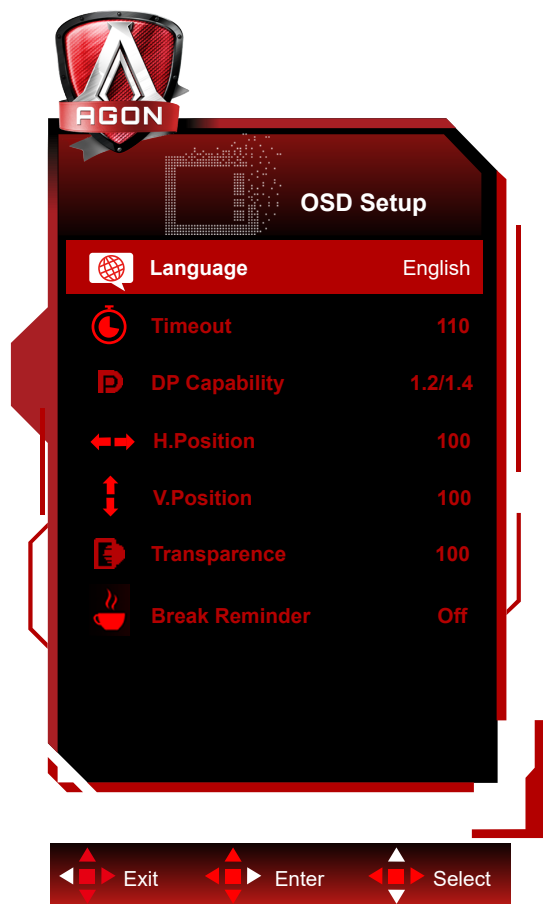 AGON
OSD Setup
Language English
Timeout 110
DP Capability 1.2/1.4
H.Position 100
V.Position 100
Transparence 100
Break Reminder Off
Exit Enter Select